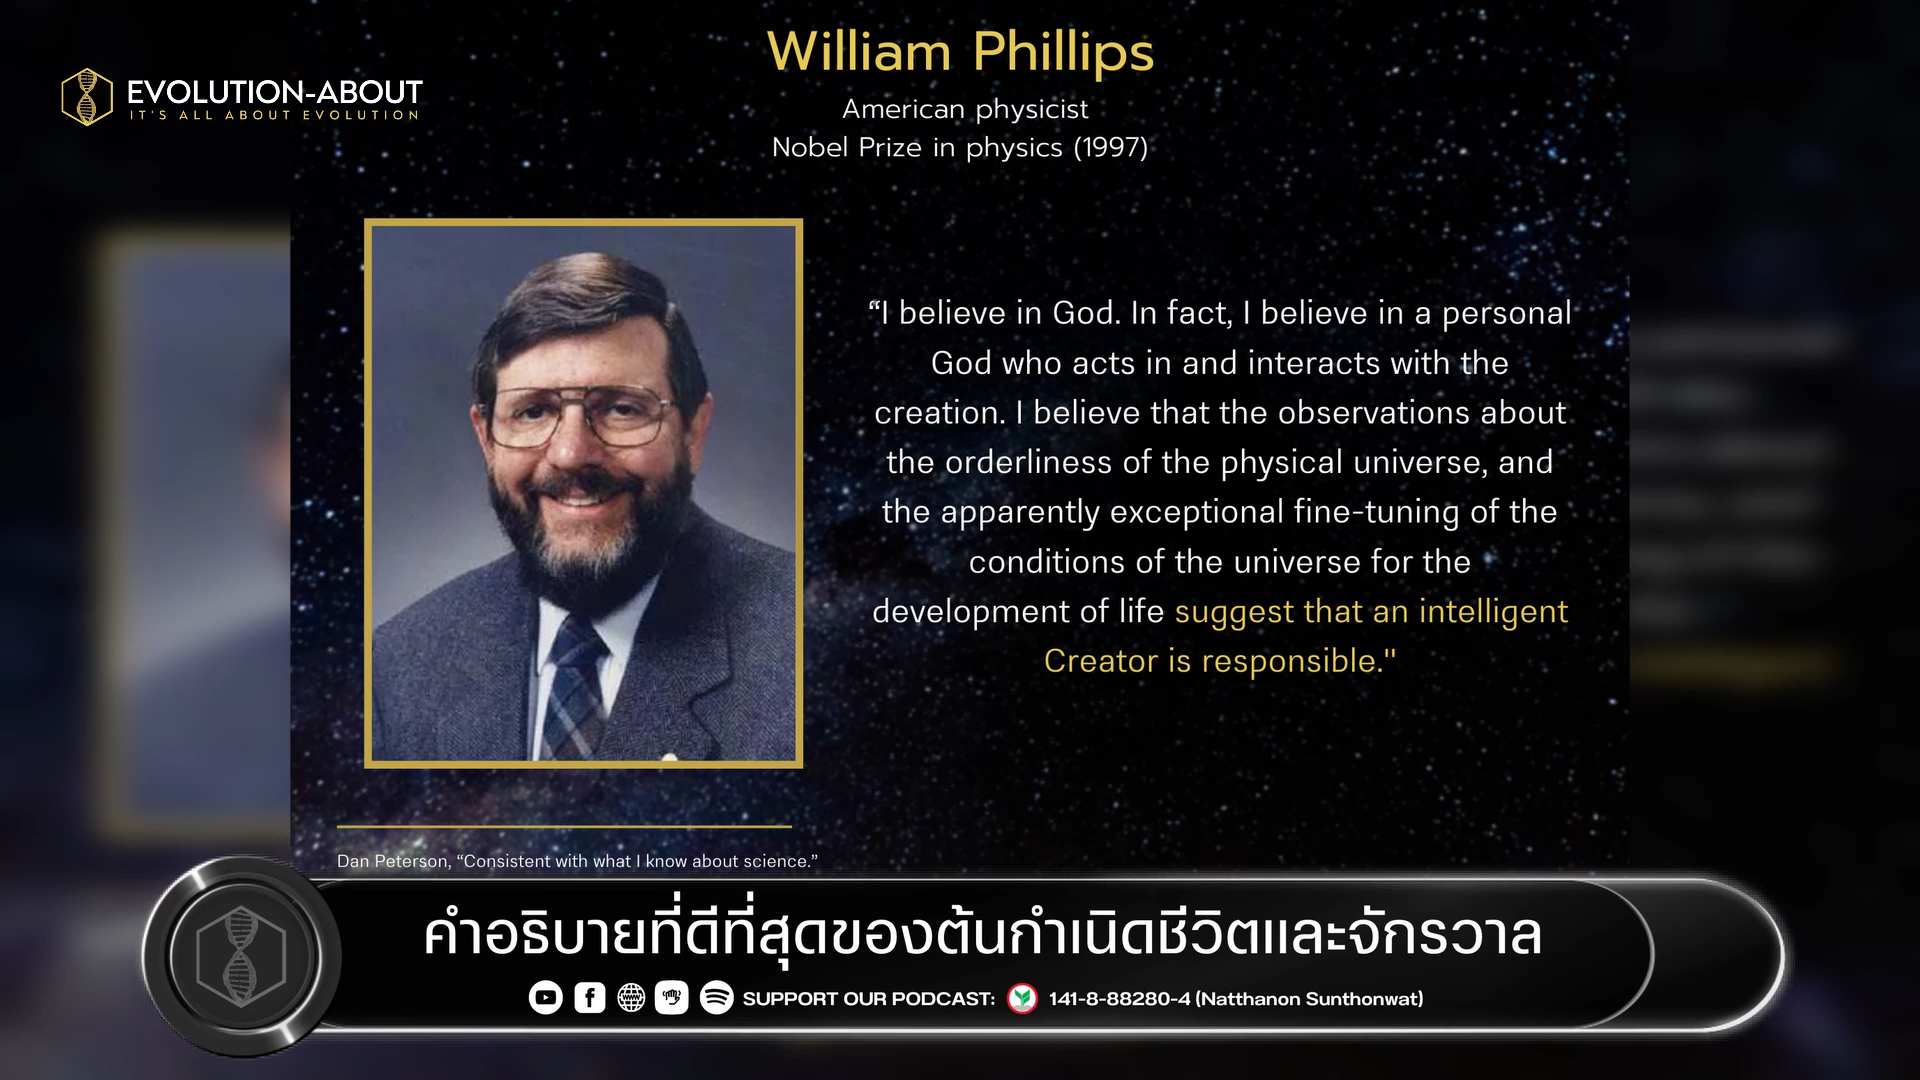 William Phillips
EVOLUTION-ABOUT
IT'S ALL ABOUT EVOLUTION
American physicist
Nobel Prize in physics (1997)
“I believe in God. In fact, I believe in a personal
God who acts in and interacts with the
creation. I believe that the observations about
the orderliness of the physical universe, and
the apparently exceptional fine-tuning of the
conditions of the universe for the
development of life suggest that an intelligent
Creator is responsible."
Dan Peterson, “Consistent with what I know about science.”
คำอธิบายที่ดีที่สุดของต้นกำเนิดชีวิตและจักรวาล
SUPPORT OUR PODCAST: 141-8-88280-4 (Natthanon Sunthonwat)